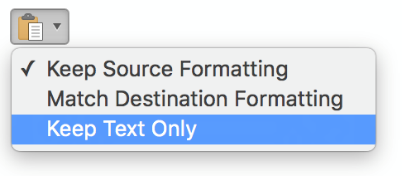 ✓ Keep Source Formatting
Match Destination Formatting
Keep Text Only